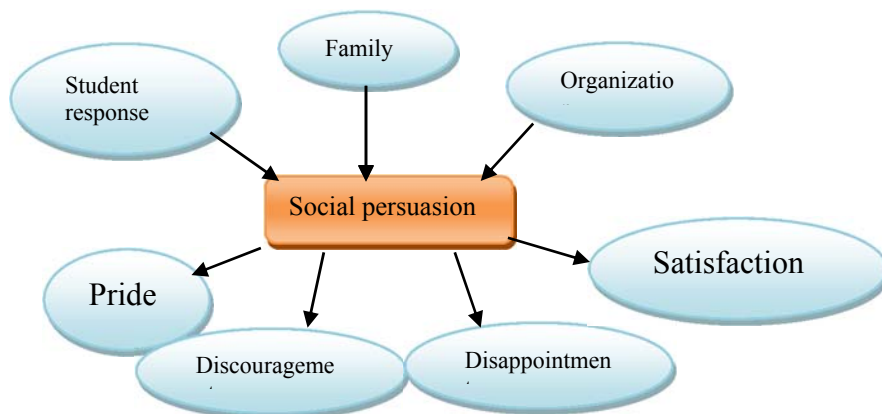 Family
Student
response
Organizatio
Social persuasion
Satisfaction
Pride
Discourageme
Disappointmen